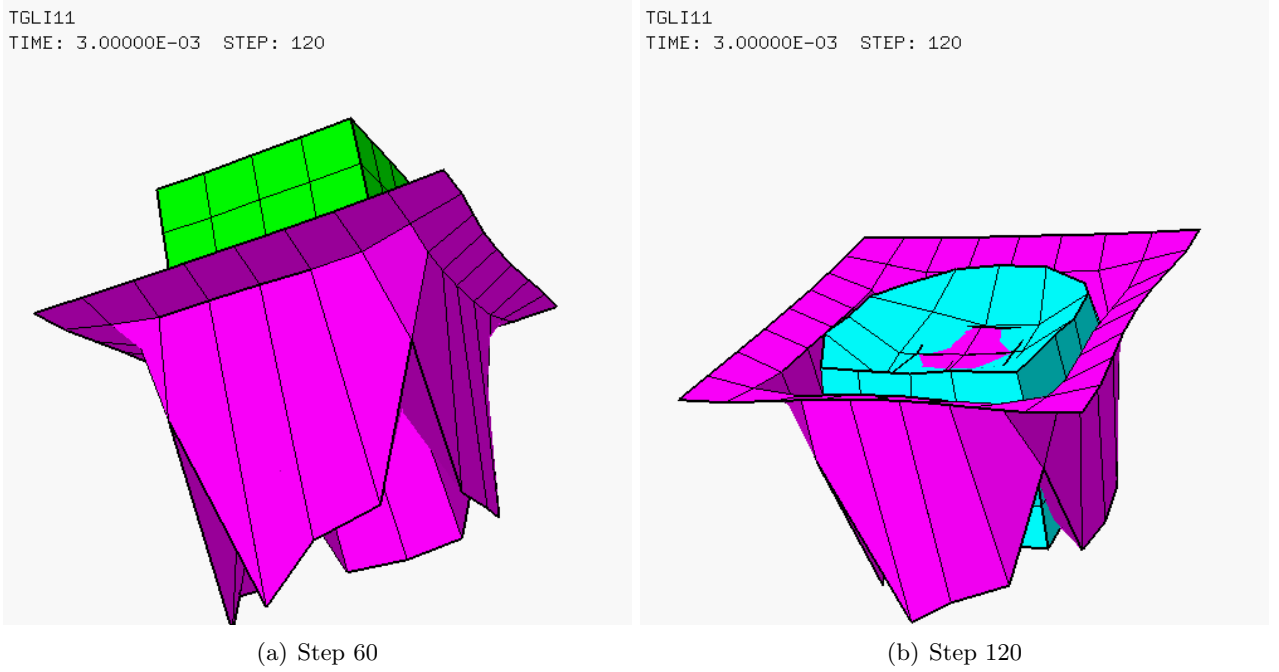 TGLI11
TIME: 3.00000E-03 STEP: 120
TGLI11
TIME: 3.00000E-03 STEP: 120
(a) Step 60
(b) Step 120